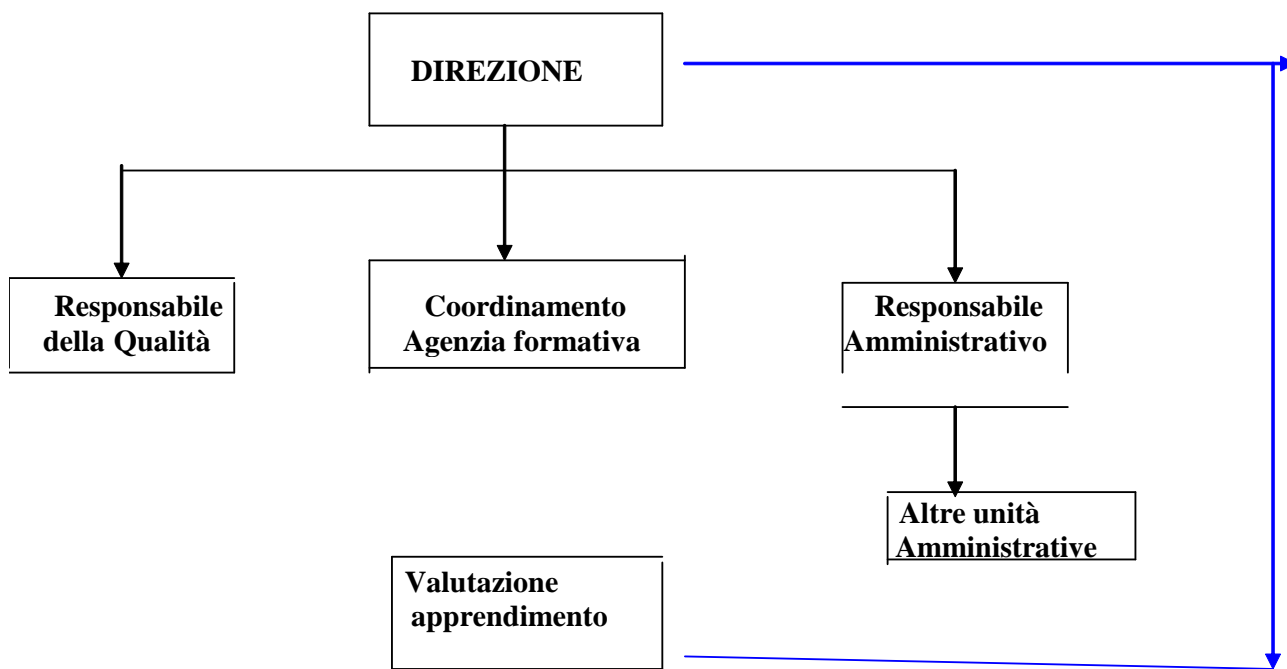 DIREZIONE
Responsabile
della Qualità
Coordinamento
Agenzia formativa
Responsabile
Amministrativo
Altre unità
Amministrative
Valutazione
apprendimento